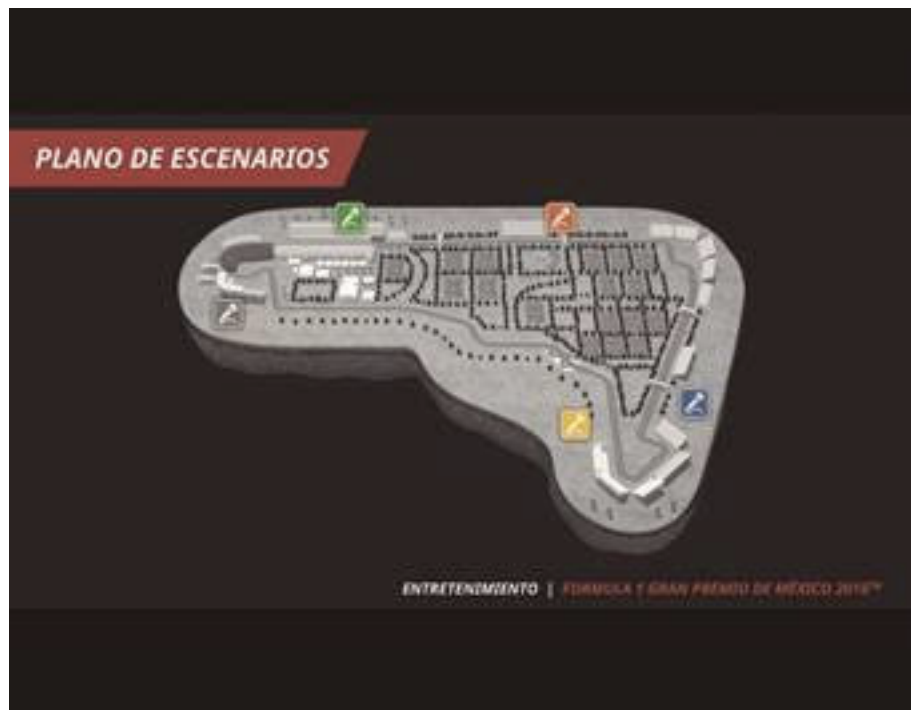 PLANO DE ESCENARIOS
ENTRETENIMIENTO | FORMULA 1 GRAN PREMIO DE MÉXICO 2016™